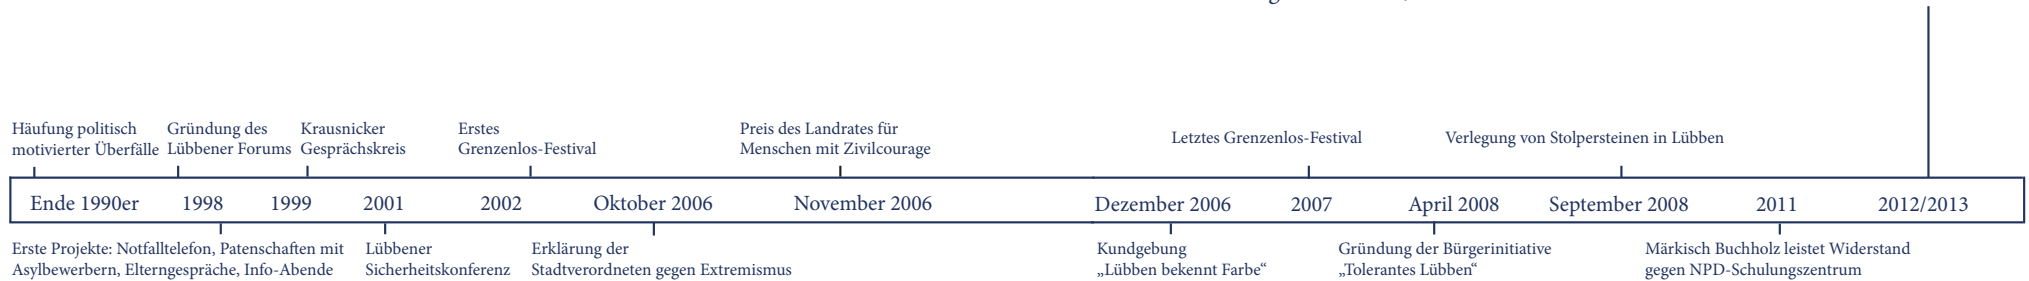 Häufung politisch
motivierter Überfälle
Gründung des
Lübbener Forums
Krausnicker
Gesprächskreis
Erstes
Grenzenlos-Festival
Preis des Landrates für
Menschen mit Zivilcourage
Letztes Grenzenlos-Festival
Verlegung von Stolpersteinen in Lübben
Ende 1990er 1998 1999 2001 2002 Oktober 2006 November 2006 Dezember 2006 2007 April 2008 September 2008 2011 2012/2013
Erste Projekte: Notfalltelefon, Patenschaften mit
Asylbewerbern, Elterngespräche, Info-Abende
Lübbener
Sicherheitskonferenz
Erklärung der
Stadtverordneten gegen Extremismus
Kundgebung
„Lübben bekennt Farbe“
Gründung der Bürgerinitiative
„Tolerantes Lübben“
Märkisch Buchholz leistet Widerstand
gegen NPD-Schulungszentrum